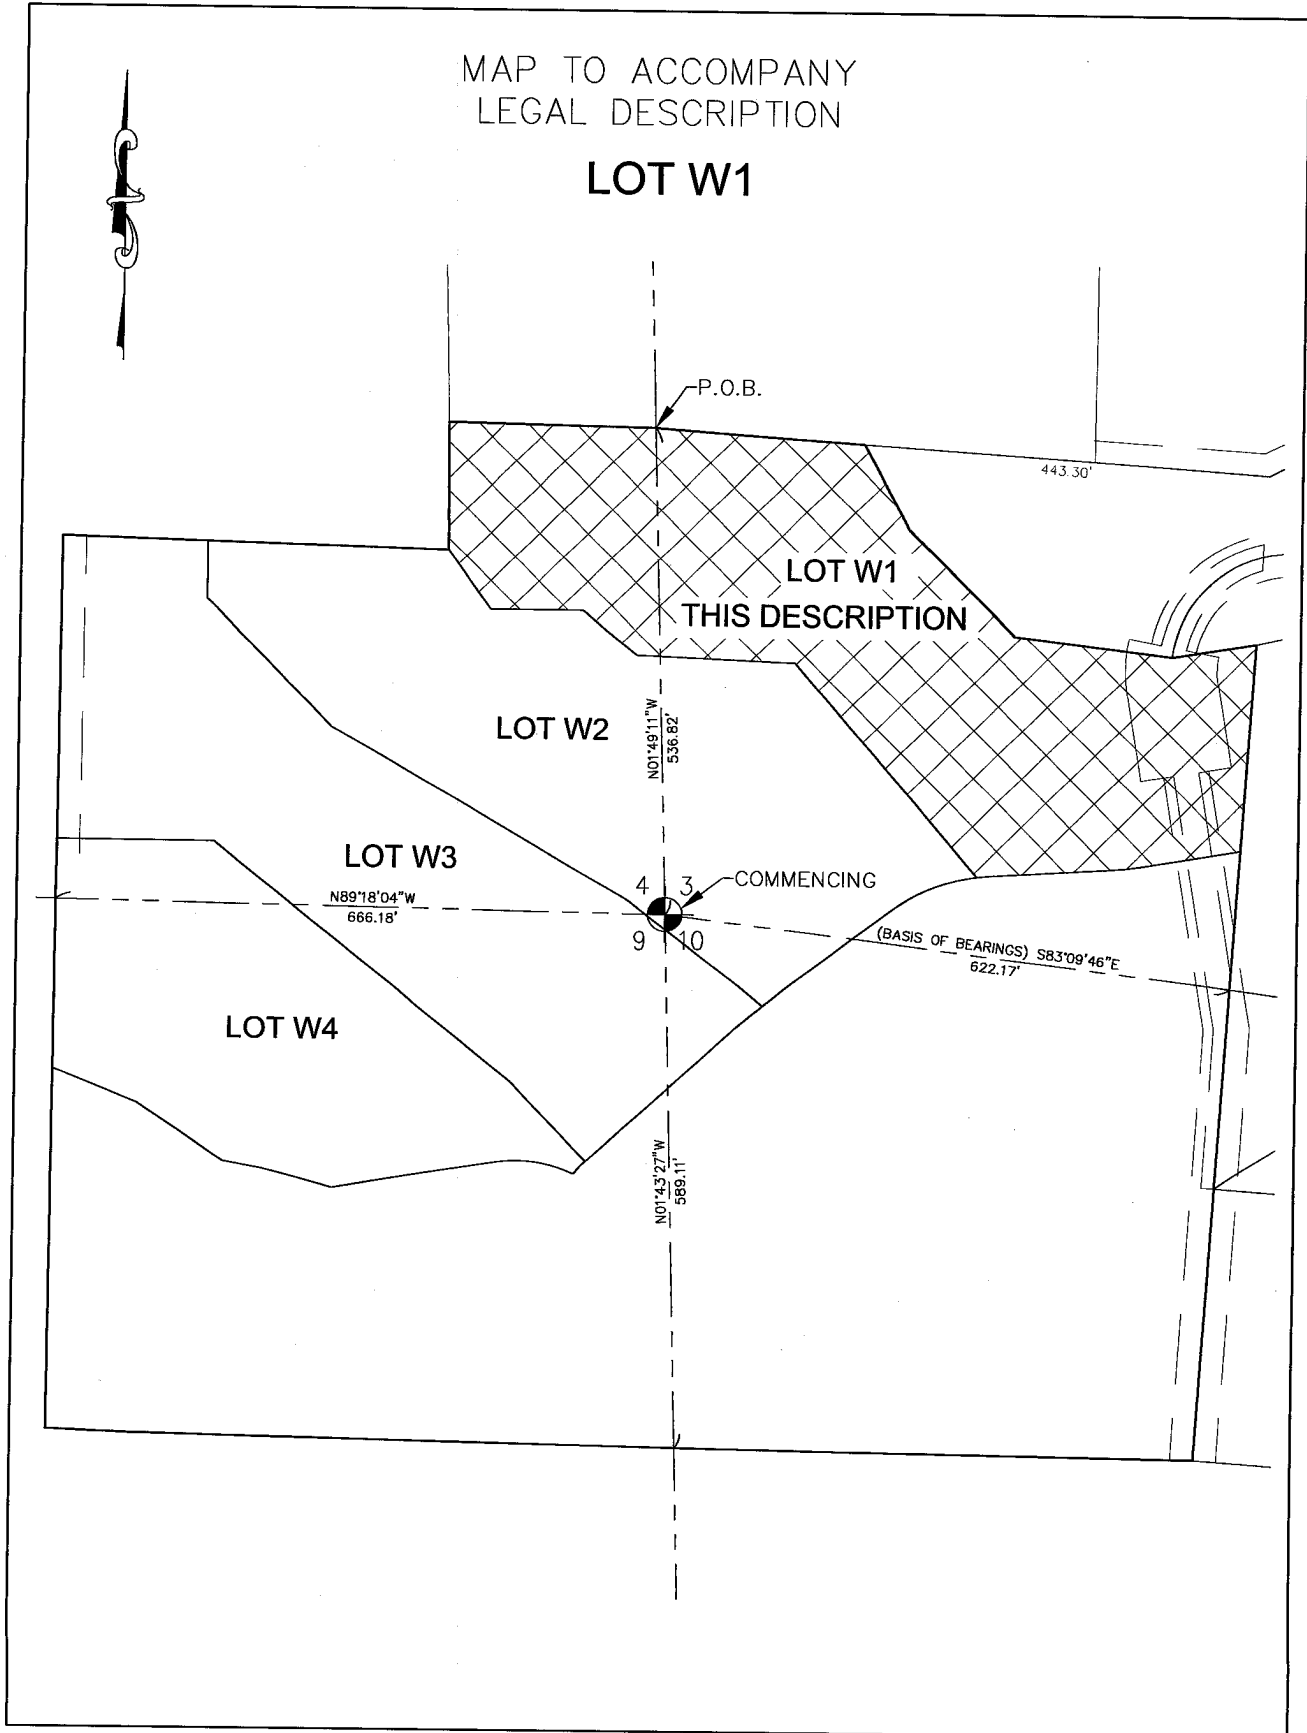 MAP TO ACCOMPANY
LEGAL DESCRIPTION
LOT W1
P.O.B.
443.30'
LOT W1
THIS DESCRIPTION
N01°49'11"W
536.82'
LOT W2
LOT W3
N89°18'04"W
666.18'
4 3
9 10
COMMENCING
(BASIS OF BEARINGS) S83°09'46"E
622.17'
LOT W4
N01°43'27"W
589.11'